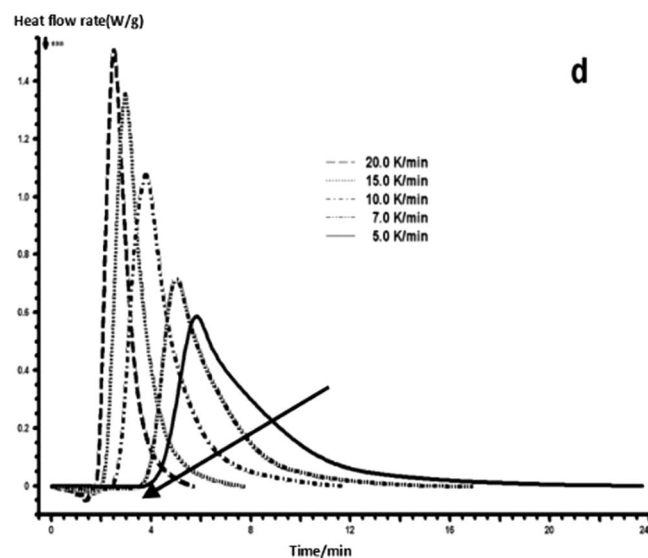 Heat flow rate(W/g)
exo
d
1.4
1.2
1.0
0.8
0.6
0.4
0.2
0
20.0 K/min
15.0 K/min
10.0 K/min
7.0 K/min
5.0 K/min
0 4 8 12 16 20 24
Time/min